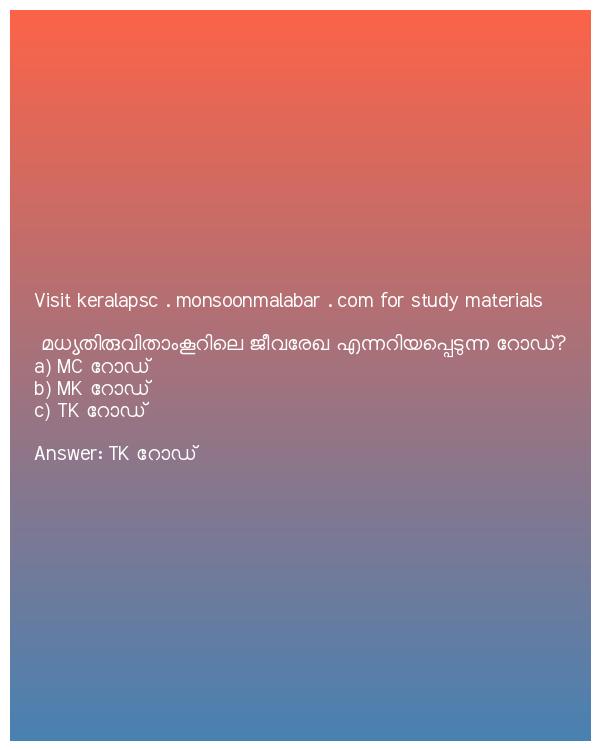 Visit keralapsc . monsoonmalabar . com for study materials
മധ്യതിരുവിതാംകൂറിലെ ജീവരേഖ എന്നറിയപ്പെടുന്ന റോഡ്?
a) MC റോഡ്
b) MK റോഡ്
c) TK റോഡ്
Answer: TK റോഡ്